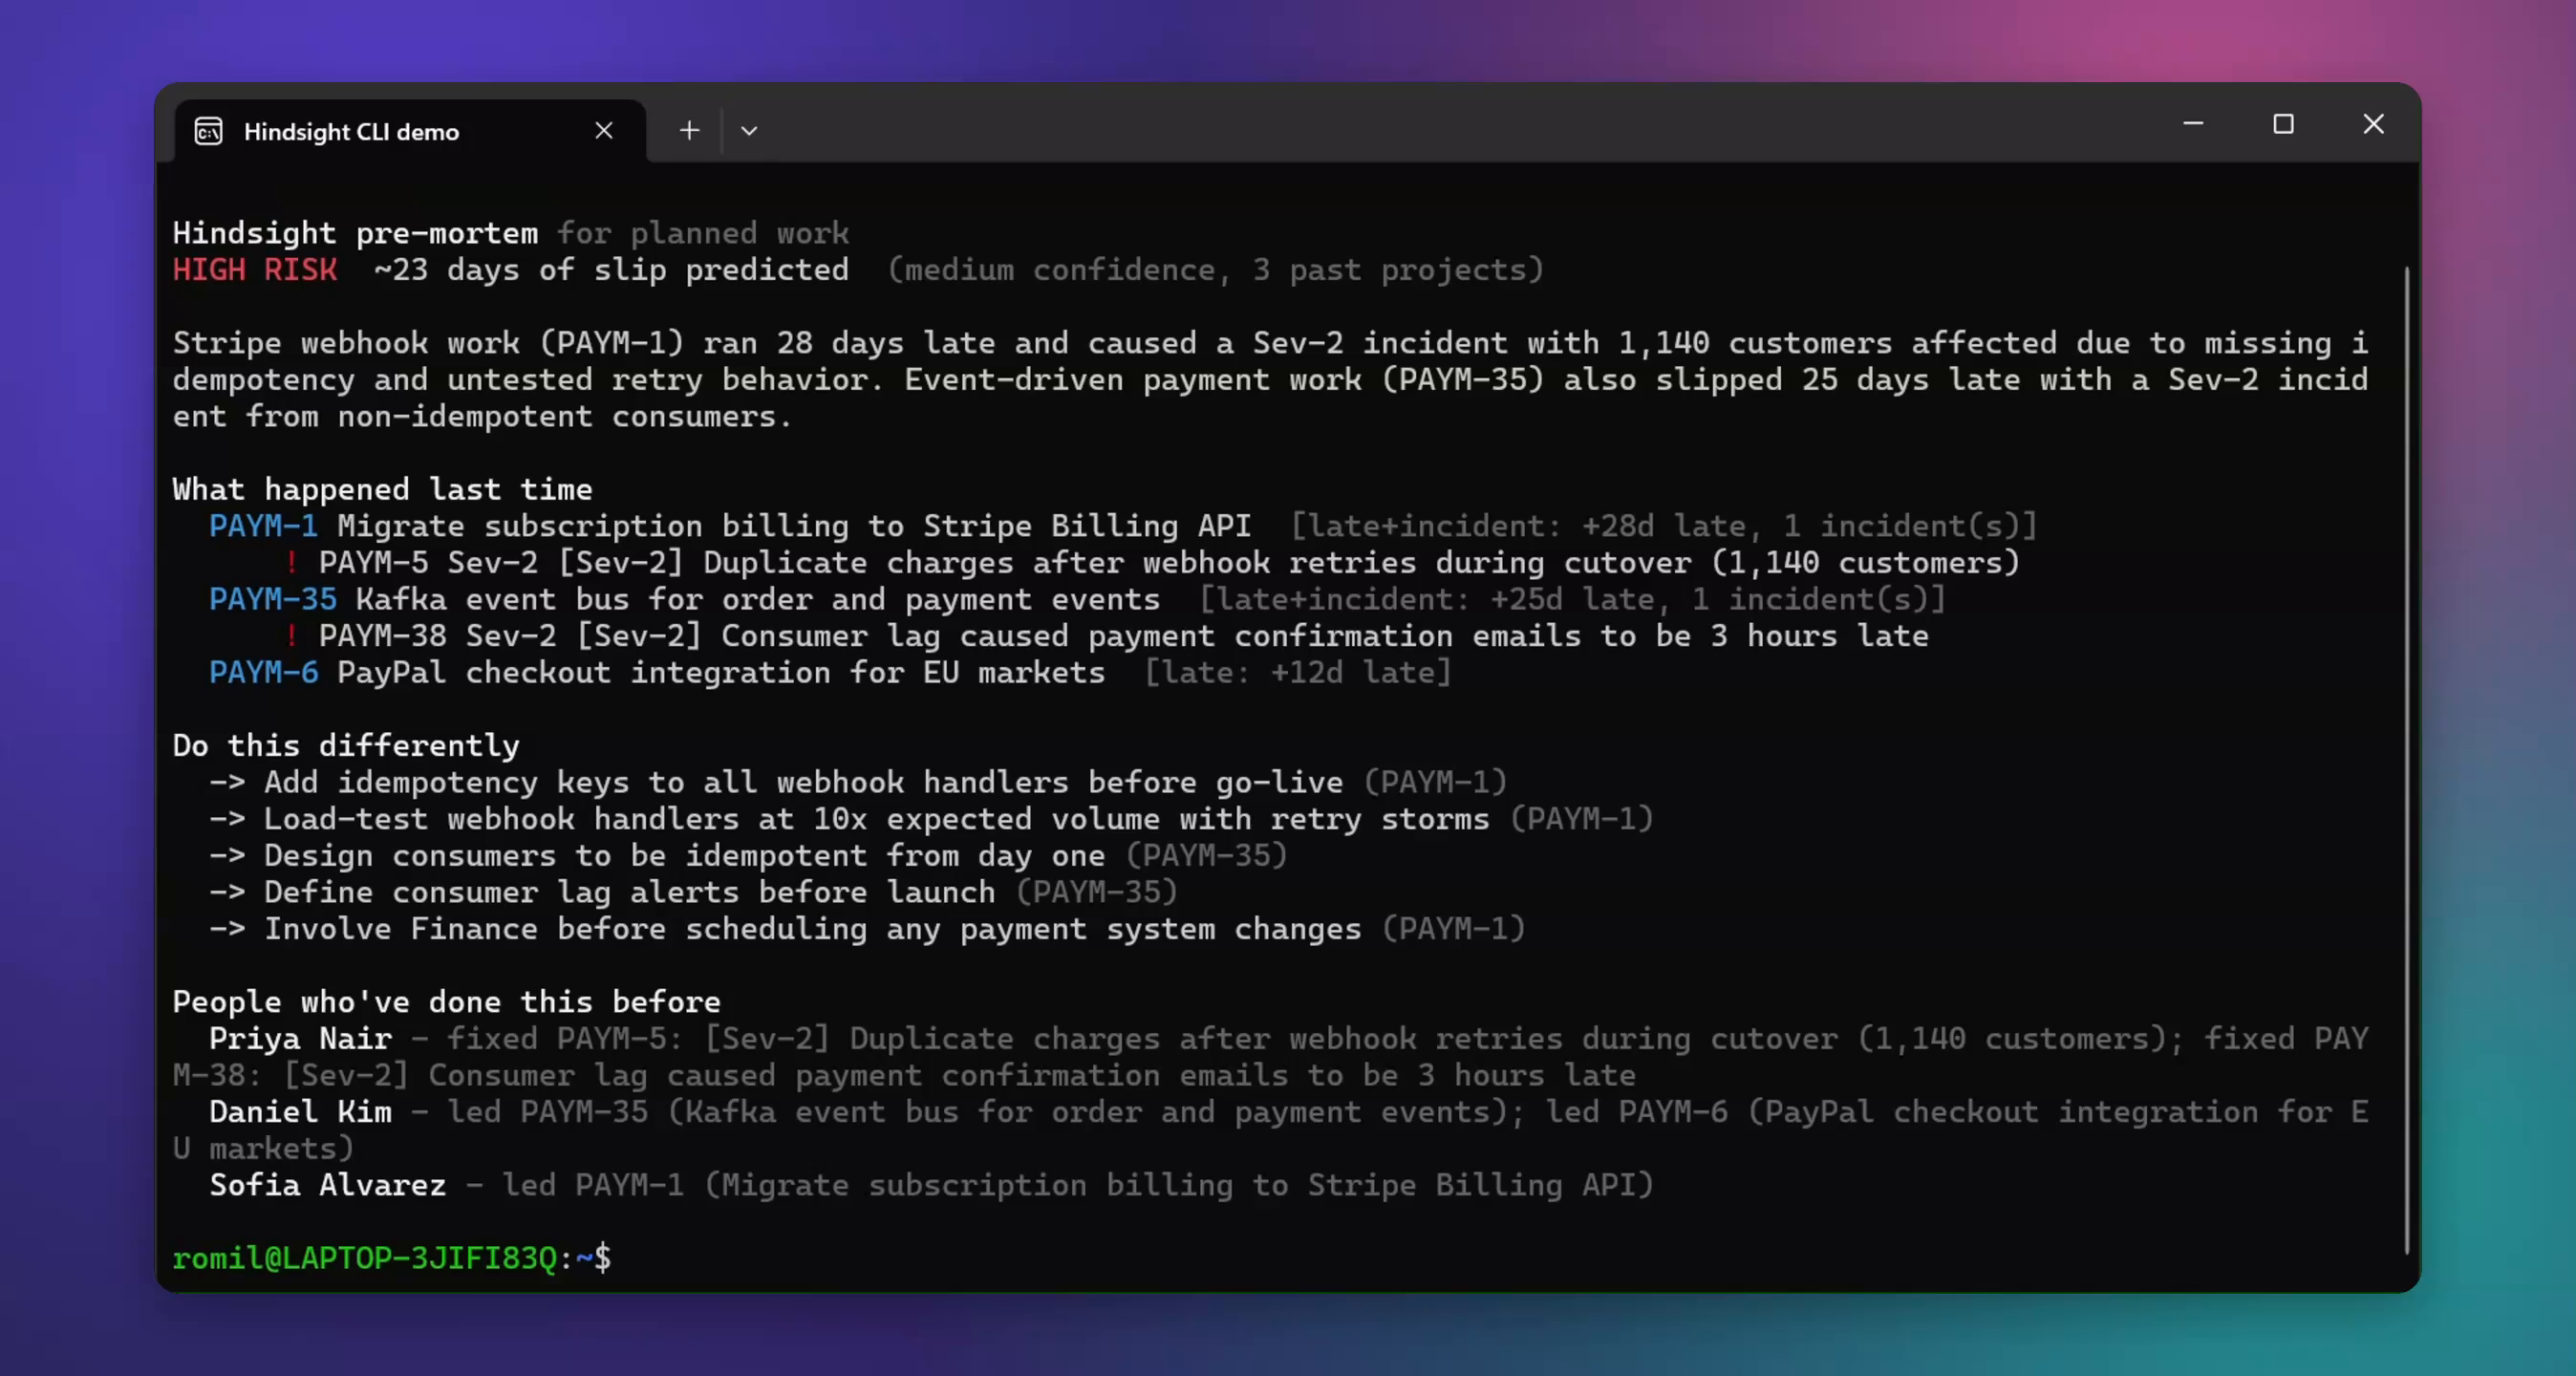 Hindsight CLI demo
Hindsight pre-mortem for planned work
HIGH RISK  ~23 days of slip predicted  (medium confidence, 3 past projects)
Stripe webhook work (PAYM-1) ran 28 days late and caused a Sev-2 incident with 1,140 customers affected due to missing i
dempotency and untested retry behavior. Event-driven payment work (PAYM-35) also slipped 25 days late with a Sev-2 incid
ent from non-idempotent consumers.
What happened last time
PAYM-1 Migrate subscription billing to Stripe Billing API  [late+incident: +28d late, 1 incident(s)]
! PAYM-5 Sev-2 [Sev-2] Duplicate charges after webhook retries during cutover (1,140 customers)
PAYM-35 Kafka event bus for order and payment events  [late+incident: +25d late, 1 incident(s)]
! PAYM-38 Sev-2 [Sev-2] Consumer lag caused payment confirmation emails to be 3 hours late
PAYM-6 PayPal checkout integration for EU markets  [late: +12d late]
Do this differently
-> Add idempotency keys to all webhook handlers before go-live (PAYM-1)
-> Load-test webhook handlers at 10x expected volume with retry storms (PAYM-1)
-> Design consumers to be idempotent from day one (PAYM-35)
-> Define consumer lag alerts before launch (PAYM-35)
-> Involve Finance before scheduling any payment system changes (PAYM-1)
People who've done this before
Priya Nair - fixed PAYM-5: [Sev-2] Duplicate charges after webhook retries during cutover (1,140 customers); fixed PAY
M-38: [Sev-2] Consumer lag caused payment confirmation emails to be 3 hours late
Daniel Kim - led PAYM-35 (Kafka event bus for order and payment events); led PAYM-6 (PayPal checkout integration for E
U markets)
Sofia Alvarez - led PAYM-1 (Migrate subscription billing to Stripe Billing API)
romil@LAPTOP-3JIFI83Q:~$